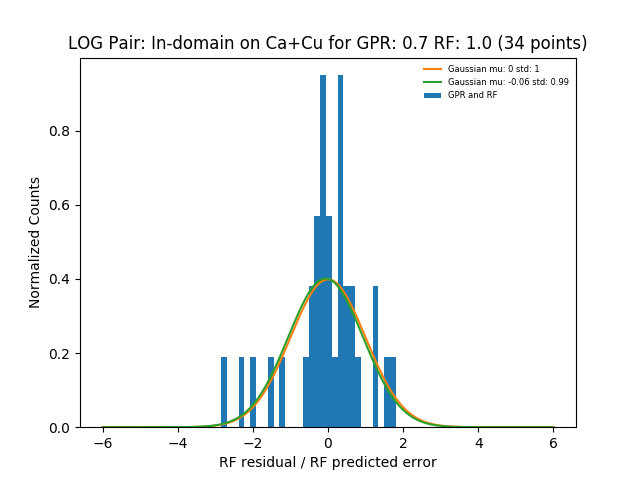 LOG Pair: In-domain on Ca+Cu for GPR: 0.7 RF: 1.0 (34 points)
Gaussian mu: 0 std: 1
Gaussian mu: -0.06 std: 0.99
GPR and RF
Normalized Counts
0.8
0.6
0.4
0.2
0.0
−6 −4 −2 0 2 4 6
RF residual / RF predicted error